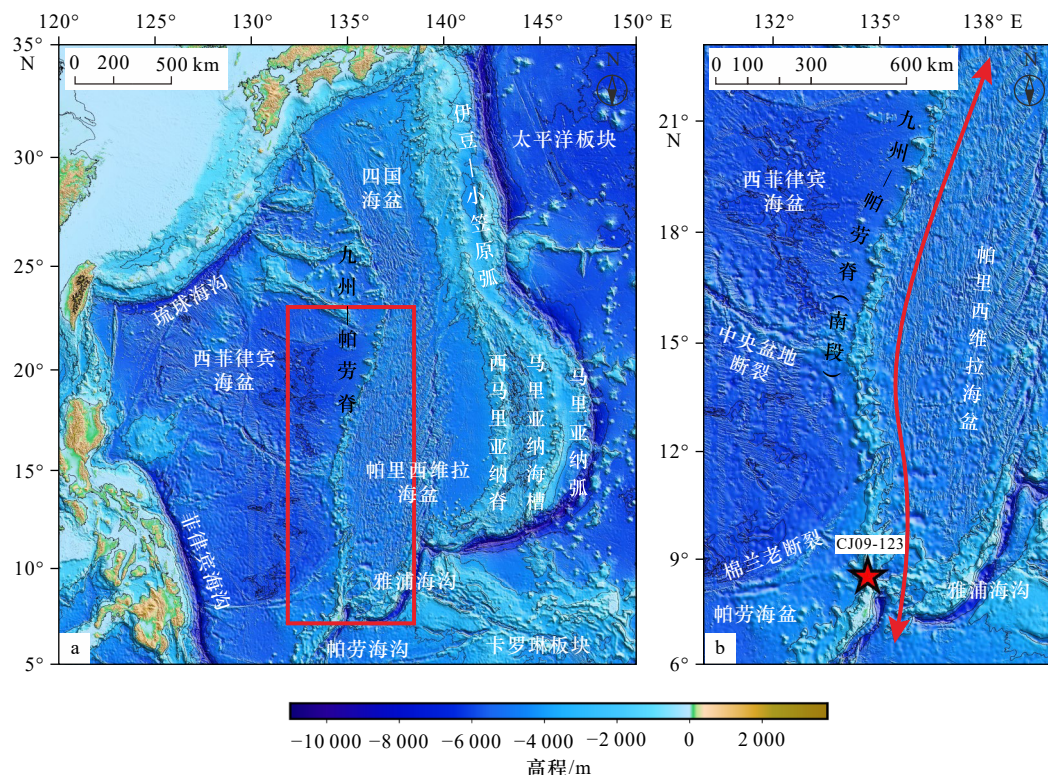 120°
125°
130°
135°
140°
145°
150° E
35°
N
30°
25°
20°
15°
10°
5°
0 200 500 km
N
太平洋板块
伊豆—小笠原弧
四国
海盆
九州—帕劳脊
琉球海沟
西菲律宾
海盆
西马里亚纳脊
马里亚纳海槽
马里亚纳弧
帕里西维拉
海盆
菲律宾海沟
雅浦海沟
帕劳海沟
卡罗琳板块
a
132°
135°
138° E
21°
N
18°
15°
12°
9°
6°
0 100 300 600 km
N
九州—帕劳脊(南段)
西菲律宾
海盆
帕里西维拉海盆
中央盆地
断裂
CJ09-123
棉兰老断裂
雅浦海沟
帕劳海盆
b
−10 000 −8 000 −6 000 −4 000 −2 000 0 2 000
高程/m